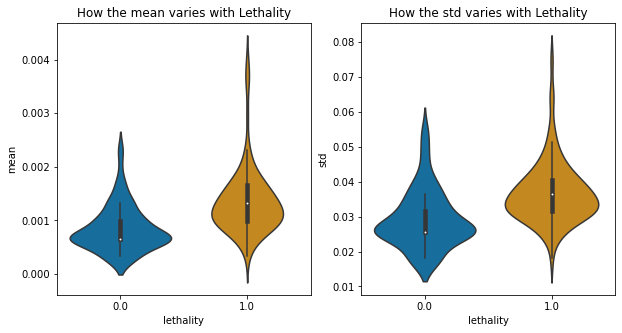 How the mean varies with Lethality
mean
0.004
0.003
0.002
0.001
0.000
0.0 1.0
lethality
How the std varies with Lethality
std
0.08
0.07
0.06
0.05
0.04
0.03
0.02
0.01
0.0 1.0
lethality